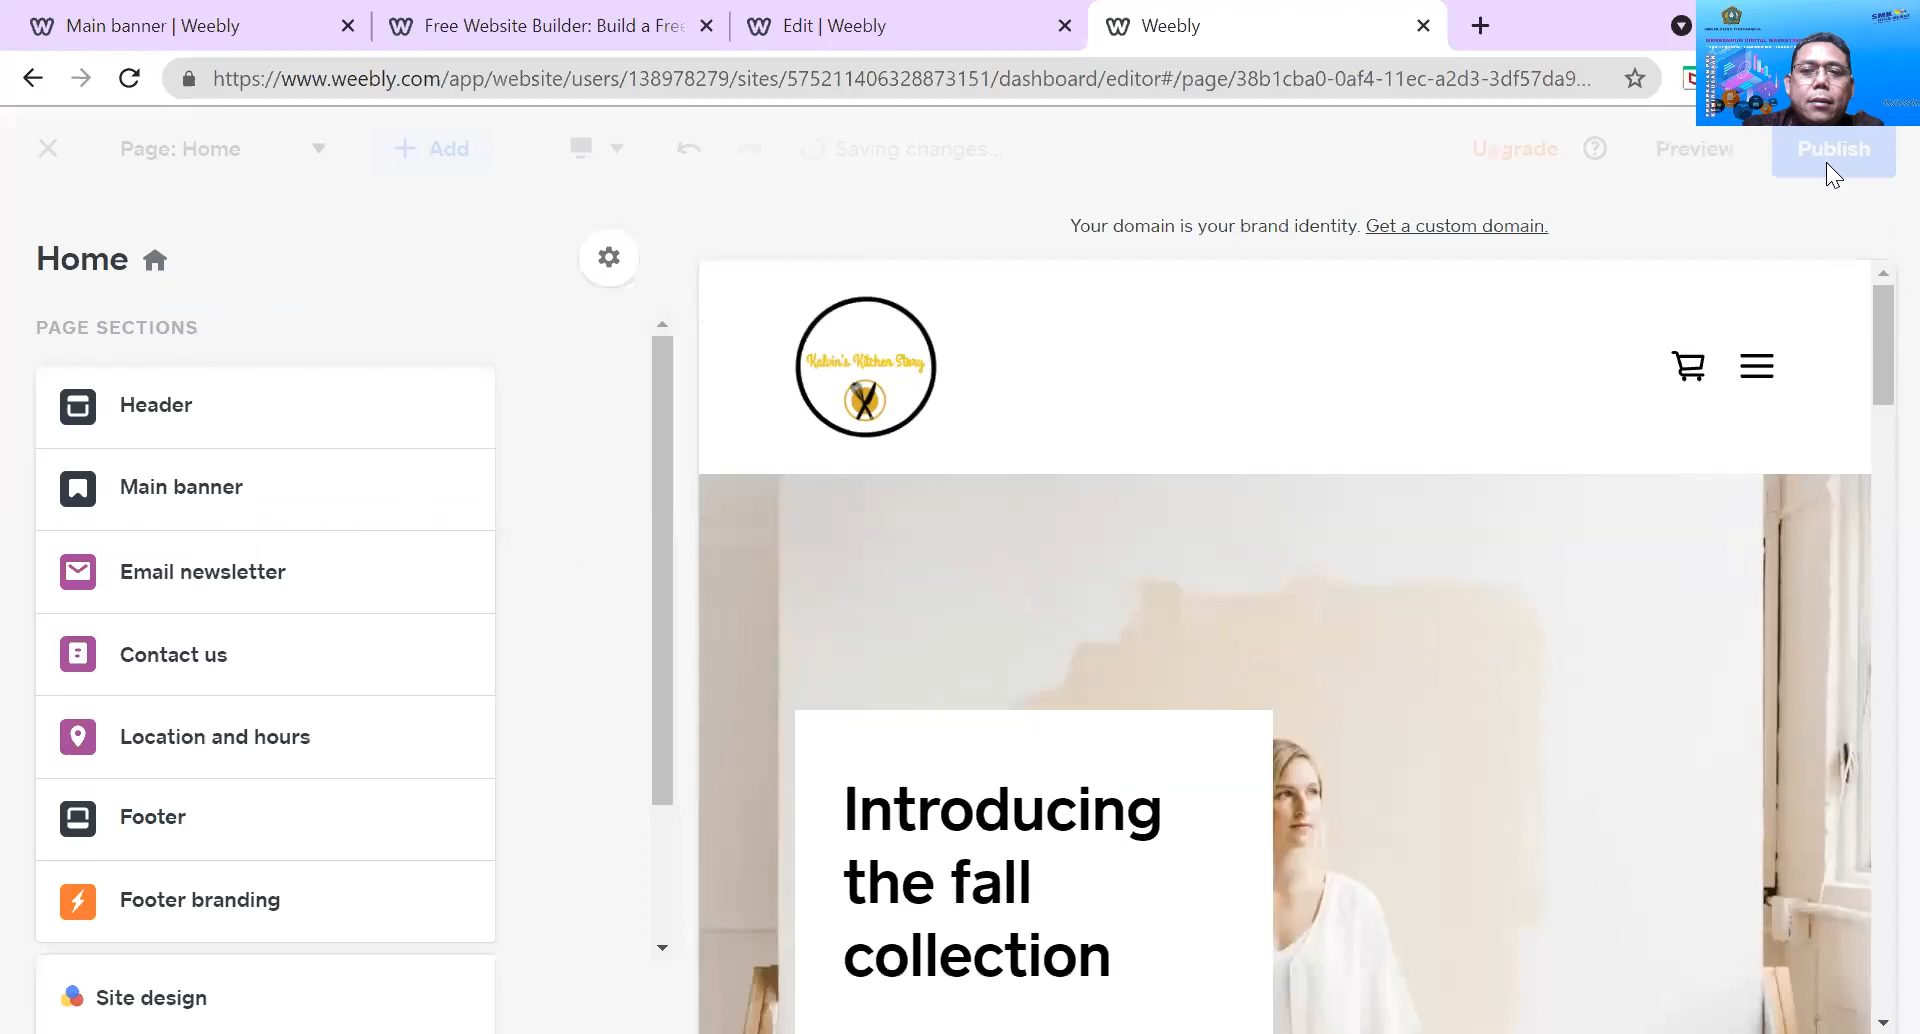 Main banner | Weebly
Free Website Builder: Build a Free
Edit | Weebly
Weebly
https://www.weebly.com/app/website/users/138978279/sites/575211406328873151/dashboard/editor#/page/38b1cba0-0af4-11ec-a2d3-3df57da9...
Page: Home
Add
Saving changes...
Upgrade
Preview
Publish
Your domain is your brand identity. Get a custom domain.
Home
PAGE SECTIONS
Header
Main banner
Email newsletter
Contact us
Location and hours
Footer
Footer branding
Site design
Kalvin's Kitchen Story
Introducing
the fall
collection
SMK